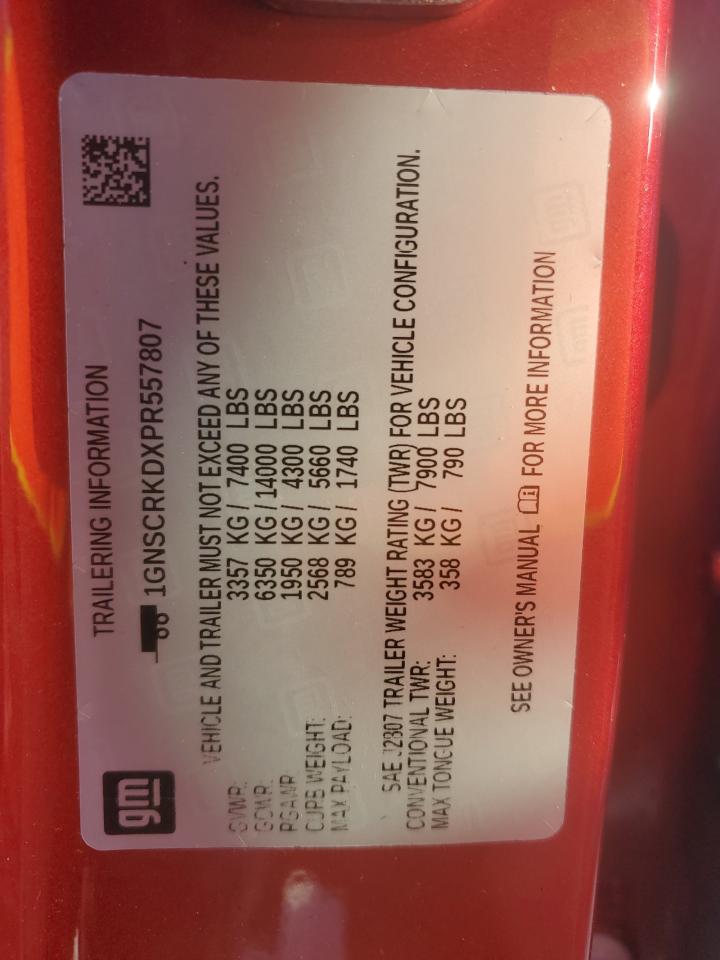 gm
TRAILERING INFORMATION
1GNSCRKDXPR557807
VEHICLE AND TRAILER MUST NOT EXCEED ANY OF THESE VALUES.
GVWR: 3357 KG / 7400 LBS
GCWR: 6350 KG / 14000 LBS
RGAWR: 1950 KG / 4300 LBS
CURB WEIGHT: 2568 KG / 5660 LBS
MAX PAYLOAD: 789 KG / 1740 LBS
SAE J2807 TRAILER WEIGHT RATING (TWR) FOR VEHICLE CONFIGURATION.
CONVENTIONAL TWR: 3583 KG / 7900 LBS
MAX TONGUE WEIGHT: 358 KG / 790 LBS
SEE OWNER'S MANUAL FOR MORE INFORMATION